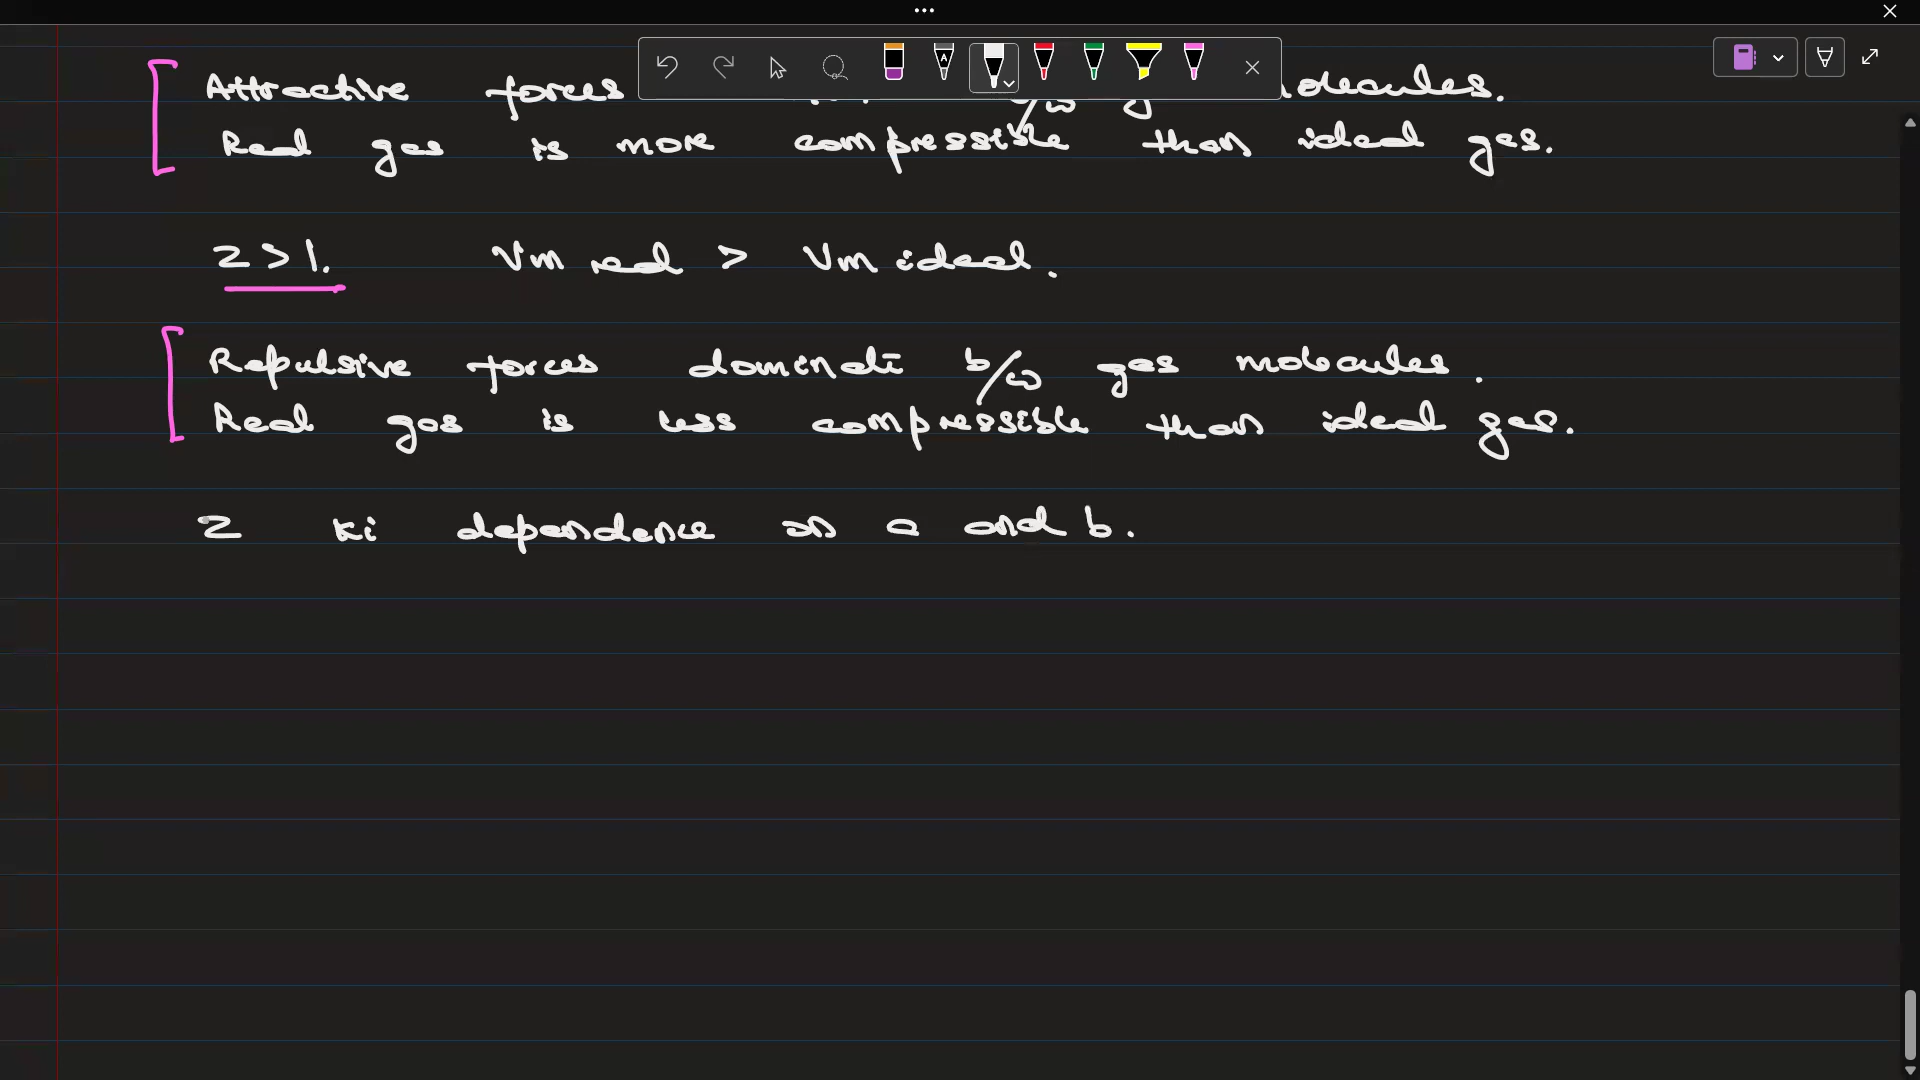 Attractive forces
Real gas is more compressible than ideal gas.
Z > 1. Vm real > Vm ideal.
Repulsive forces dominate b/w gas molecules.
Real gas is less compressible than ideal gas.
Z ki dependence on a and b.